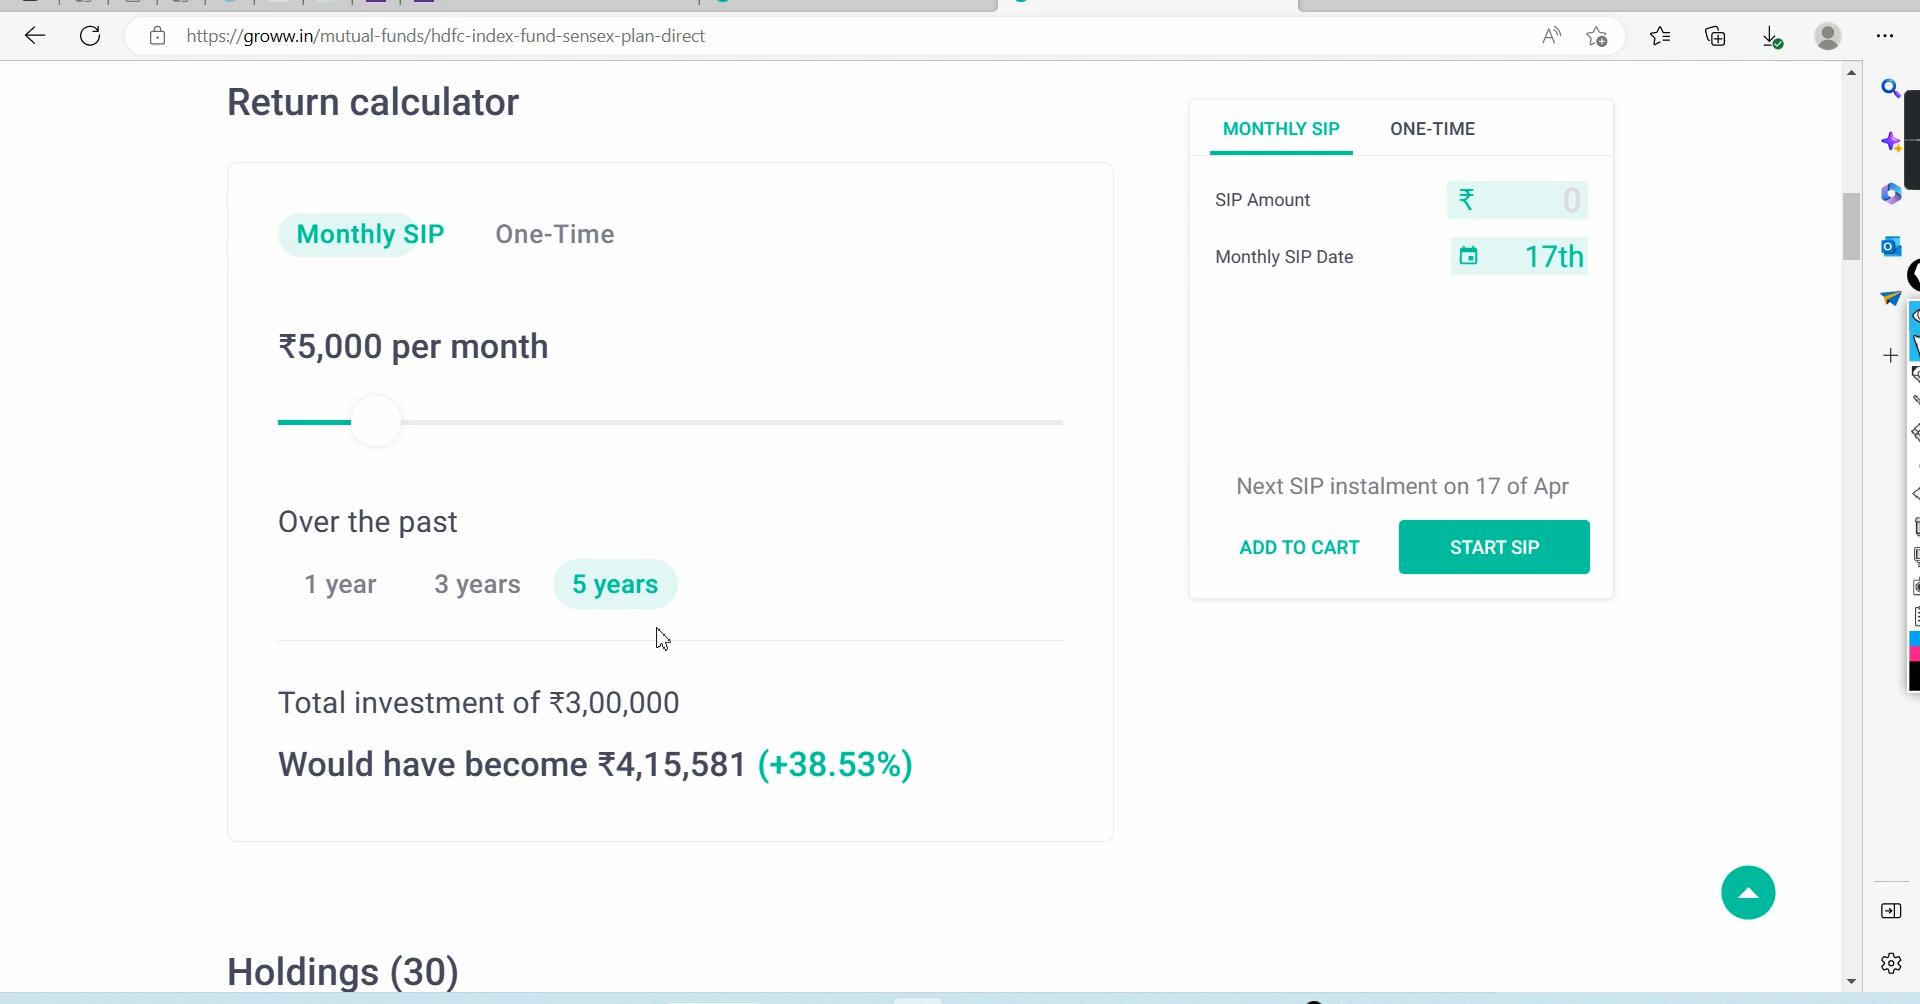 https://groww.in/mutual-funds/hdfc-index-fund-sensex-plan-direct
Return calculator
Monthly SIP
One-Time
₹5,000 per month
Over the past
1 year
3 years
5 years
Total investment of ₹3,00,000
Would have become ₹4,15,581 (+38.53%)
Holdings (30)
MONTHLY SIP
ONE-TIME
SIP Amount
₹ 0
Monthly SIP Date
17th
Next SIP instalment on 17 of Apr
ADD TO CART
START SIP